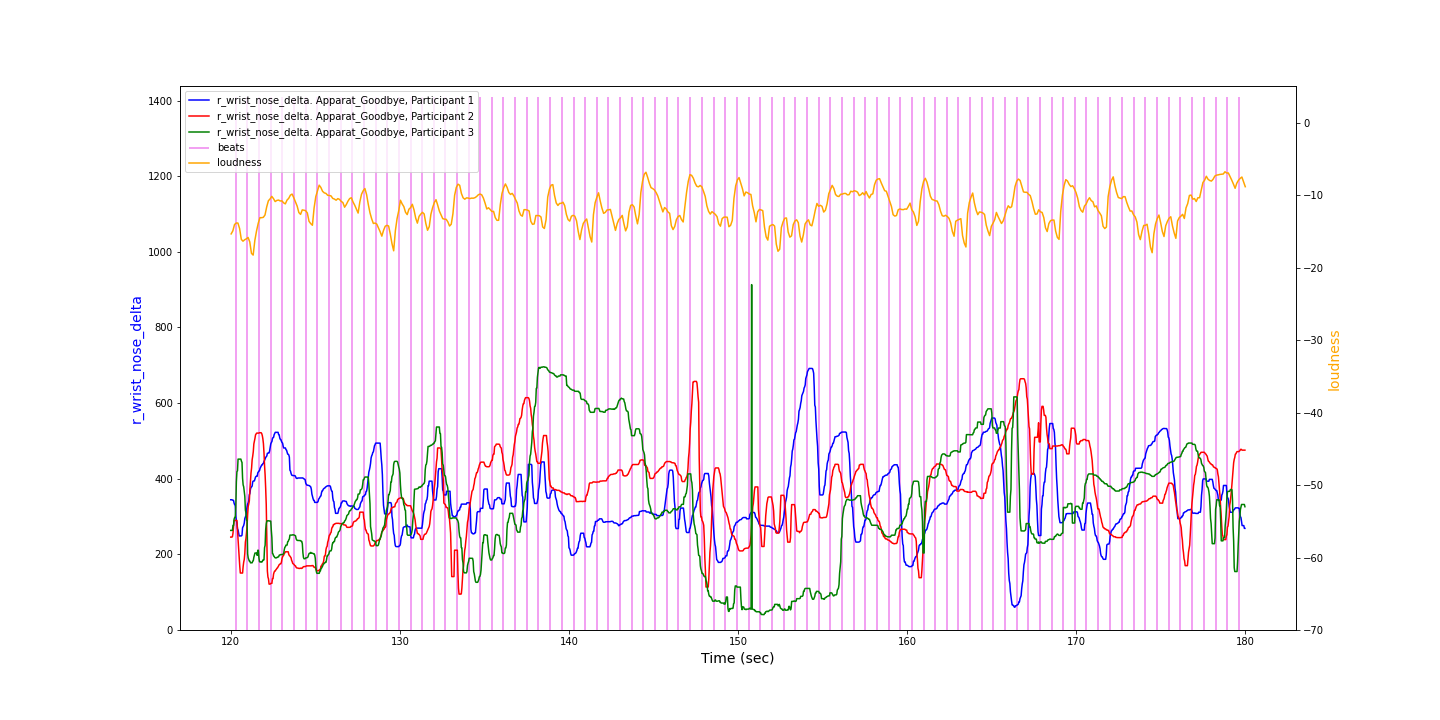 1400
1200
1000
800
600
400
200
0
r_wrist_nose_delta
r_wrist_nose_delta. Apparat_Goodbye, Participant 1
r_wrist_nose_delta. Apparat_Goodbye, Participant 2
r_wrist_nose_delta. Apparat_Goodbye, Participant 3
beats
loudness
0
−10
−20
−30
−40
−50
−60
−70
loudness
120
130
140
150
160
170
180
Time (sec)